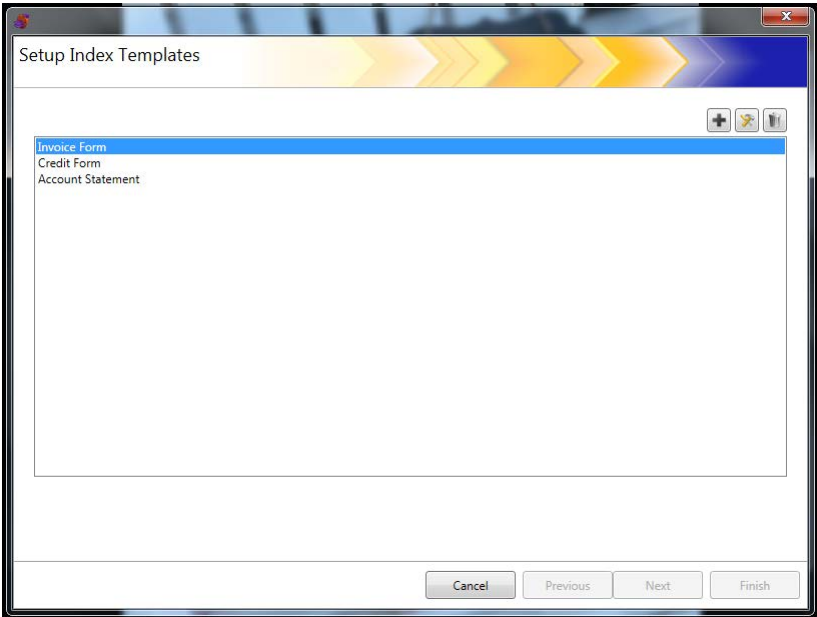 Setup Index Templates
Invoice Form
Credit Form
Account Statement
Cancel
Previous
Next
Finish